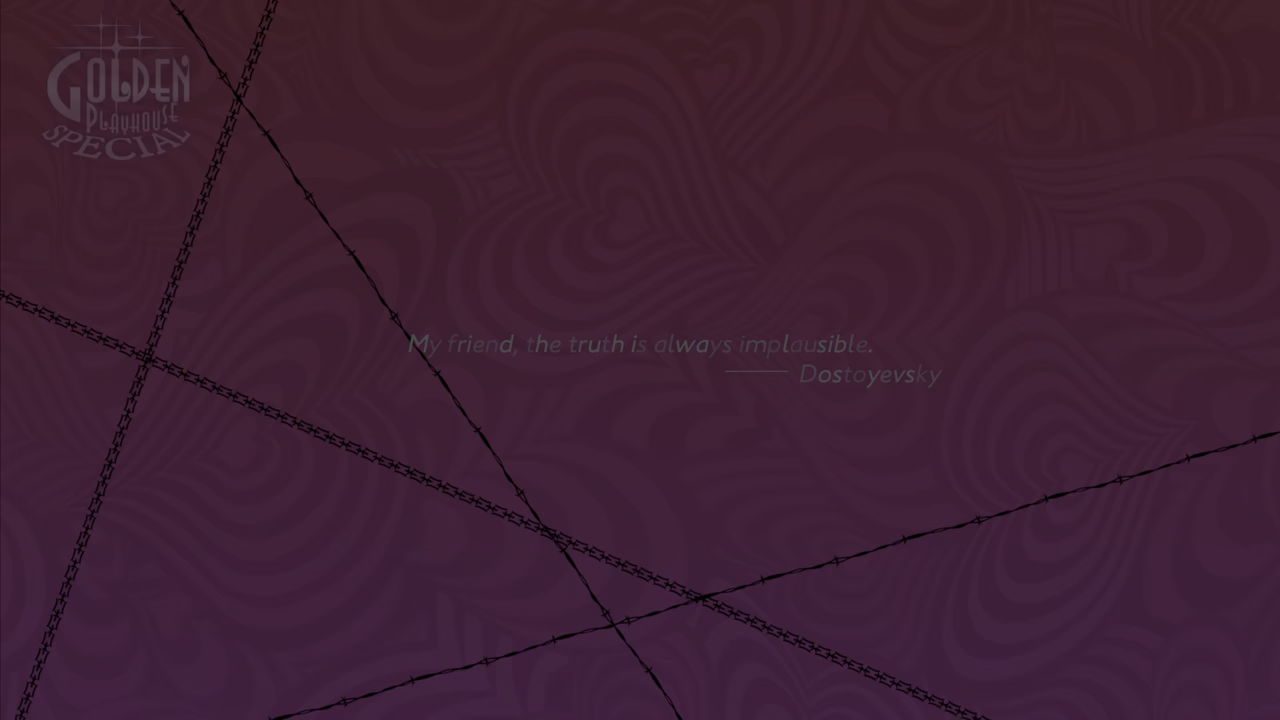 GOLDEN
PLAYHOUSE
SPECIAL
My friend, the truth is always implausible.
Dostoyevsky